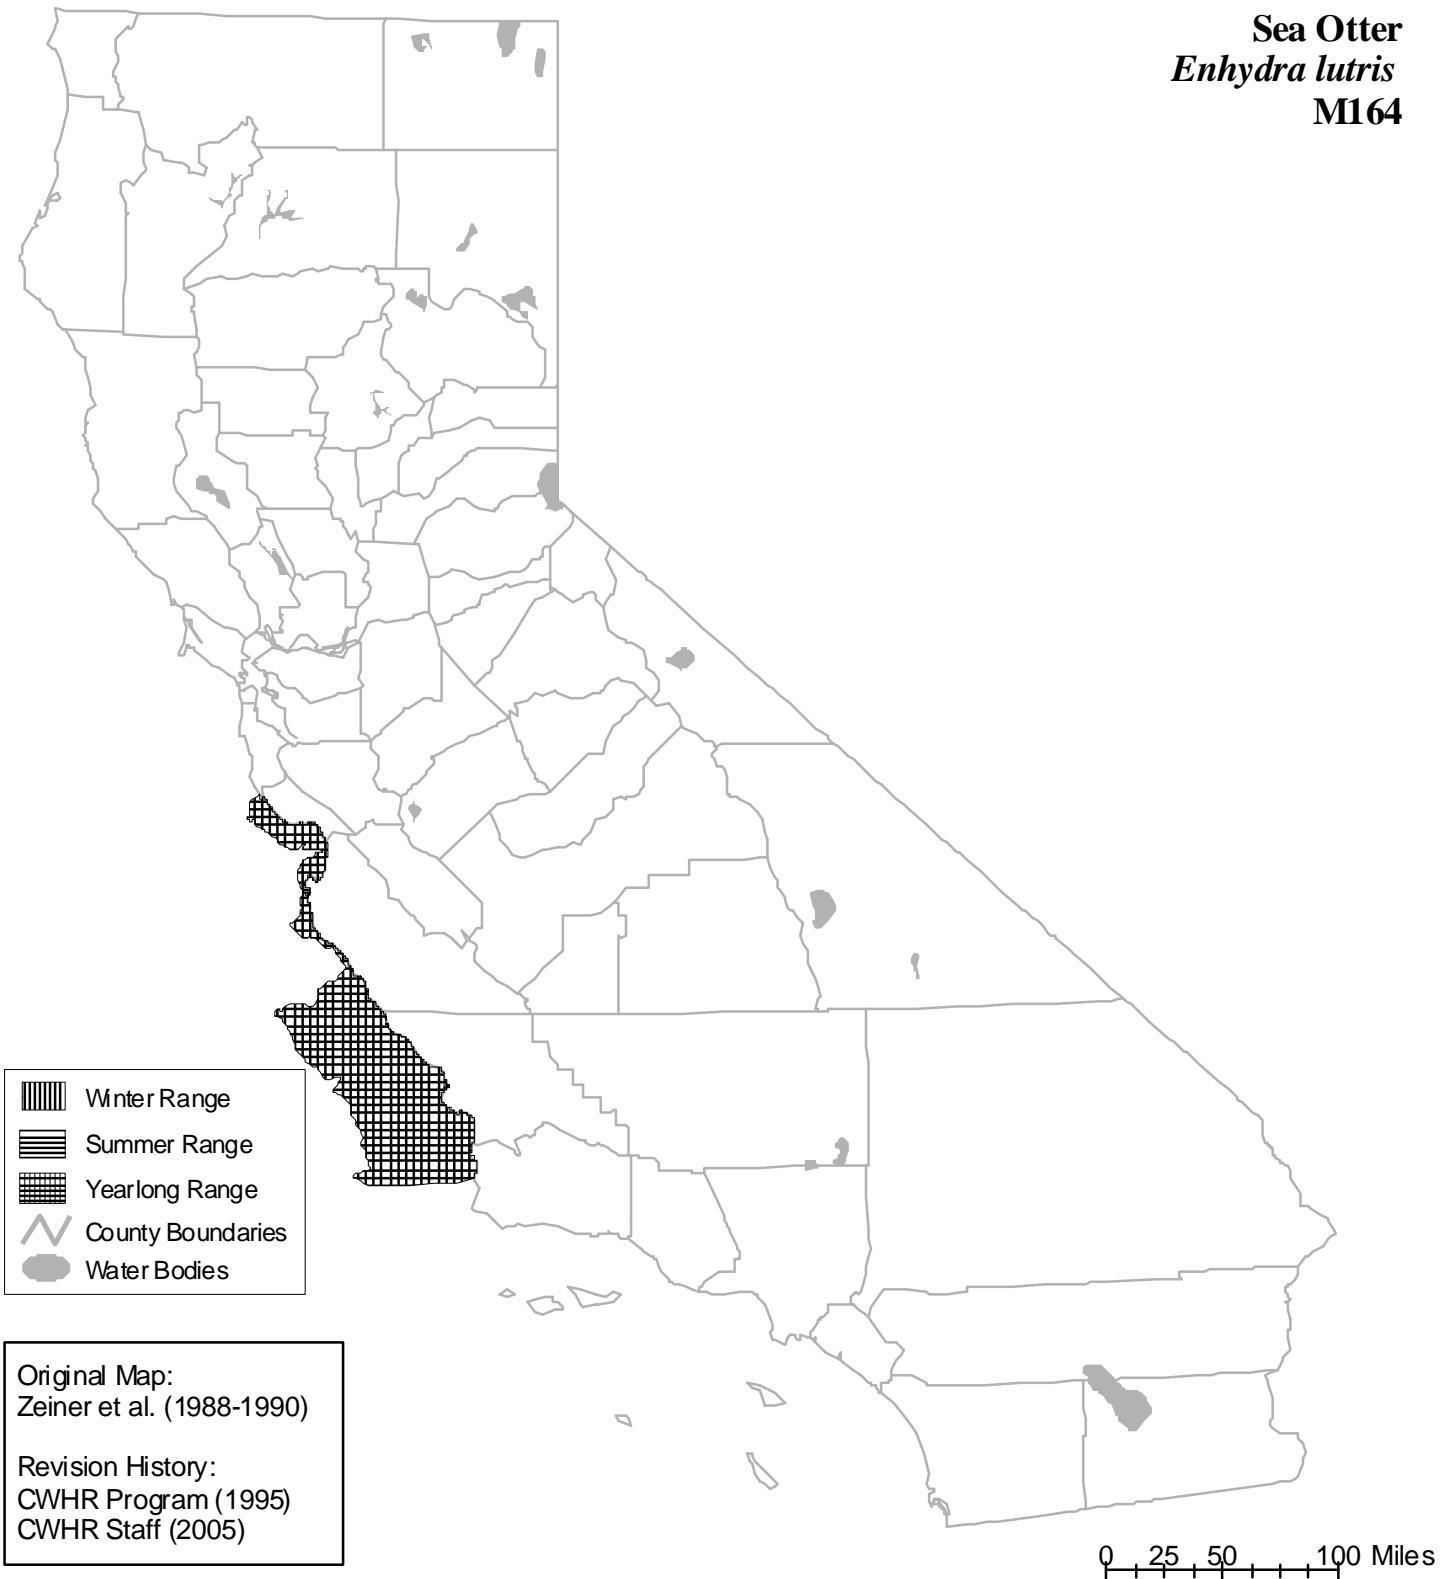 Sea Otter
Enhydra lutris
M164
Winter Range
Summer Range
Yearlong Range
County Boundaries
Water Bodies
Original Map:
Zeiner et al. (1988-1990)
Revision History:
CWHR Program (1995)
CWHR Staff (2005)
0 25 50 100 Miles